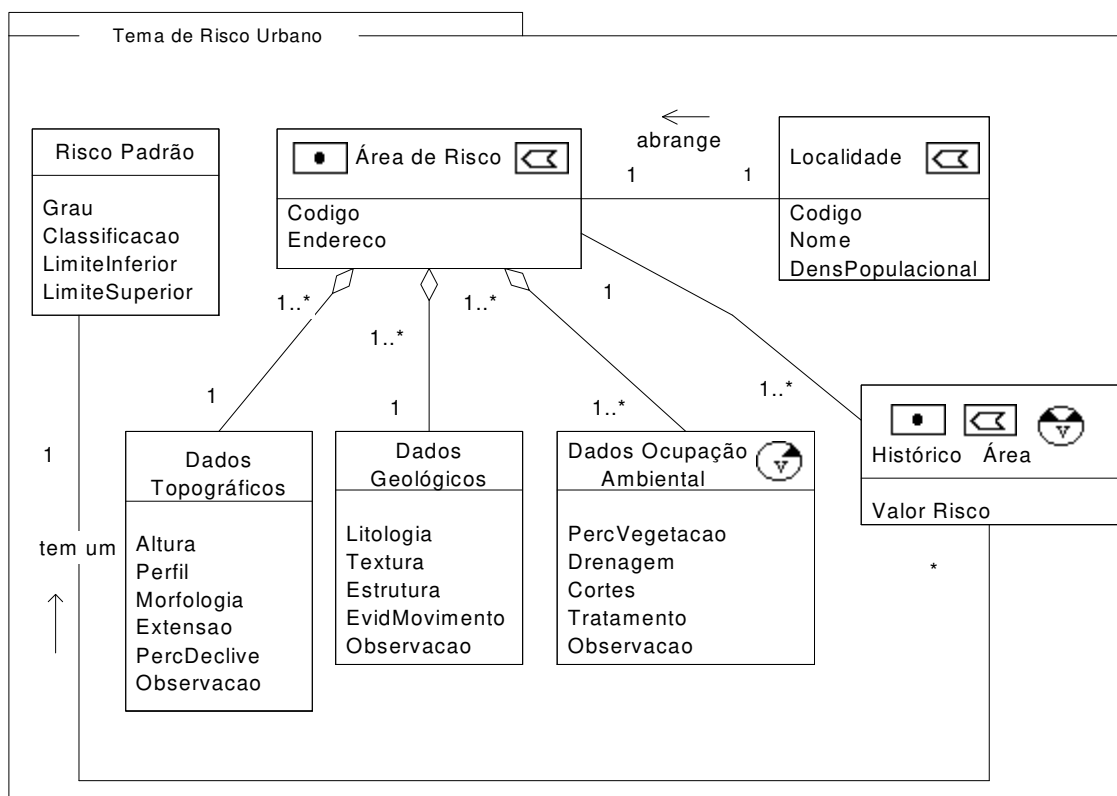 Tema de Risco Urbano
Risco Padrão
Grau
Classificacao
LimiteInferior
LimiteSuperior
Área de Risco
Codigo
Endereco
abrange
1
1
Localidade
Codigo
Nome
DensPopulacional
1..*
1..*
1..*
1
1
1
1..*
1..*
Histórico Área
Valor Risco
*
Dados
Topográficos
Altura
Perfil
Morfologia
Extensao
PercDeclive
Observacao
Dados
Geológicos
Litologia
Textura
Estrutura
EvidMovimento
Observacao
Dados Ocupação
Ambiental
v
PercVegetacao
Drenagem
Cortes
Tratamento
Observacao
v
1
tem um